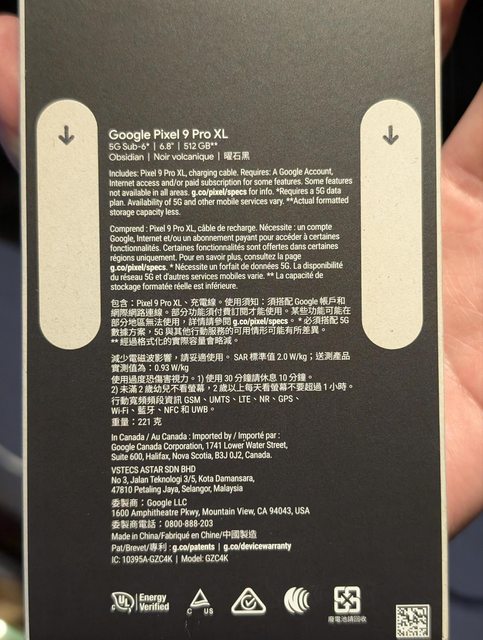 Google Pixel 9 Pro XL
5G Sub-6* | 6.8" | 512 GB**
Obsidian | Noir volcanique | 曜石黑
Includes: Pixel 9 Pro XL, charging cable. Requires: A Google Account,
Internet access and/or paid subscription for some features. Some features
not available in all areas. g.co/pixel/specs for info. *Requires a 5G data
plan. Availability of 5G and other mobile services vary. **Actual formatted
storage capacity less.
Comprend : Pixel 9 Pro XL, câble de recharge. Nécessite : un compte
Google, Internet et/ou un abonnement payant pour accéder à certaines
fonctionnalités. Certaines fonctionnalités sont offertes dans certaines
régions uniquement. Pour en savoir plus, consultez la page
g.co/pixel/specs. * Nécessite un forfait de données 5G. La disponibilité
du réseau 5G et d'autres services mobiles varie. ** La capacité de
stockage formatée réelle est inférieure.
包含：Pixel 9 Pro XL、充電線。使用須知：須搭配 Google 帳戶和
網際網路連線。部分功能須付費訂閱才能使用。某些功能可能在
部分地區無法使用，詳情請參閱 g.co/pixel/specs。* 必須搭配 5G
數據方案，5G 與其他行動服務的可用情形可能有所差異。
** 經過格式化的實際容量會略減。
減少電磁波影響，請妥適使用。 SAR 標準值 2.0 W/kg；送測產品
實測值為：0.93 W/kg
使用過度恐傷害視力。1) 使用 30 分鐘請休息 10 分鐘。
2) 未滿 2 歲幼兒不看螢幕，2 歲以上每天看螢幕不要超過 1 小時。
行動寬頻頻段資訊 GSM、UMTS、LTE、NR、GPS、
Wi-Fi、藍牙、NFC 和 UWB。
重量：221 克
In Canada / Au Canada : Imported by / Importé par :
Google Canada Corporation, 1741 Lower Water Street,
Suite 600, Halifax, Nova Scotia, B3J 0J2, Canada.
VSTECS ASTAR SDN BHD
No 3, Jalan Teknologi 3/5, Kota Damansara,
47810 Petaling Jaya, Selangor, Malaysia
委製商：Google LLC
1600 Amphitheatre Pkwy, Mountain View, CA 94043, USA
委製商電話：0800-888-203
Made in China/Fabriqué en Chine/中國製造
Pat/Brevet/專利 : g.co/patents | g.co/devicewarranty
IC: 10395A-GZC4K | Model: GZC4K
UL Energy
Verified
C US
廢電池請回收